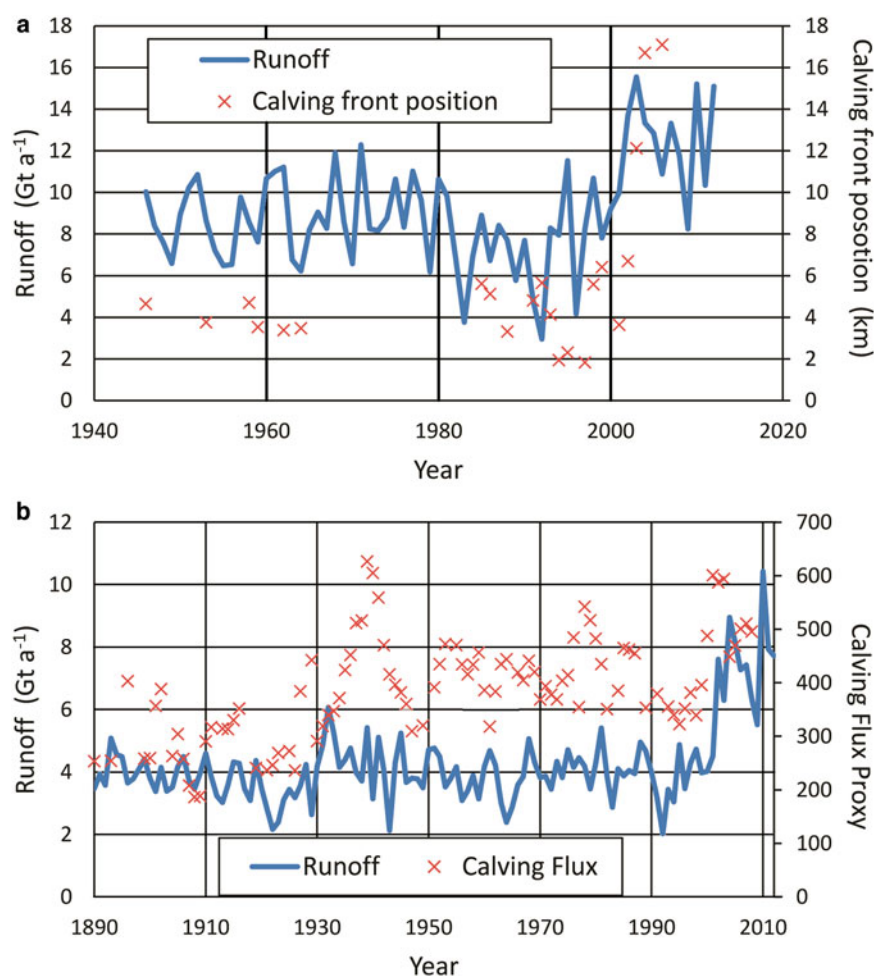 a
18
16
14
12
10
8
6
4
2
0
Runoff (Gt a⁻¹)
Runoff
Calving front position
18
16
14
12
10
8
6
4
2
0
Calving front posotion (km)
1940 1960 1980 2000 2020
Year
b
12
10
8
6
4
2
0
Runoff (Gt a⁻¹)
700
600
500
400
300
200
100
0
Calving Flux Proxy
Runoff Calving Flux
1890 1910 1930 1950 1970 1990 2010
Year